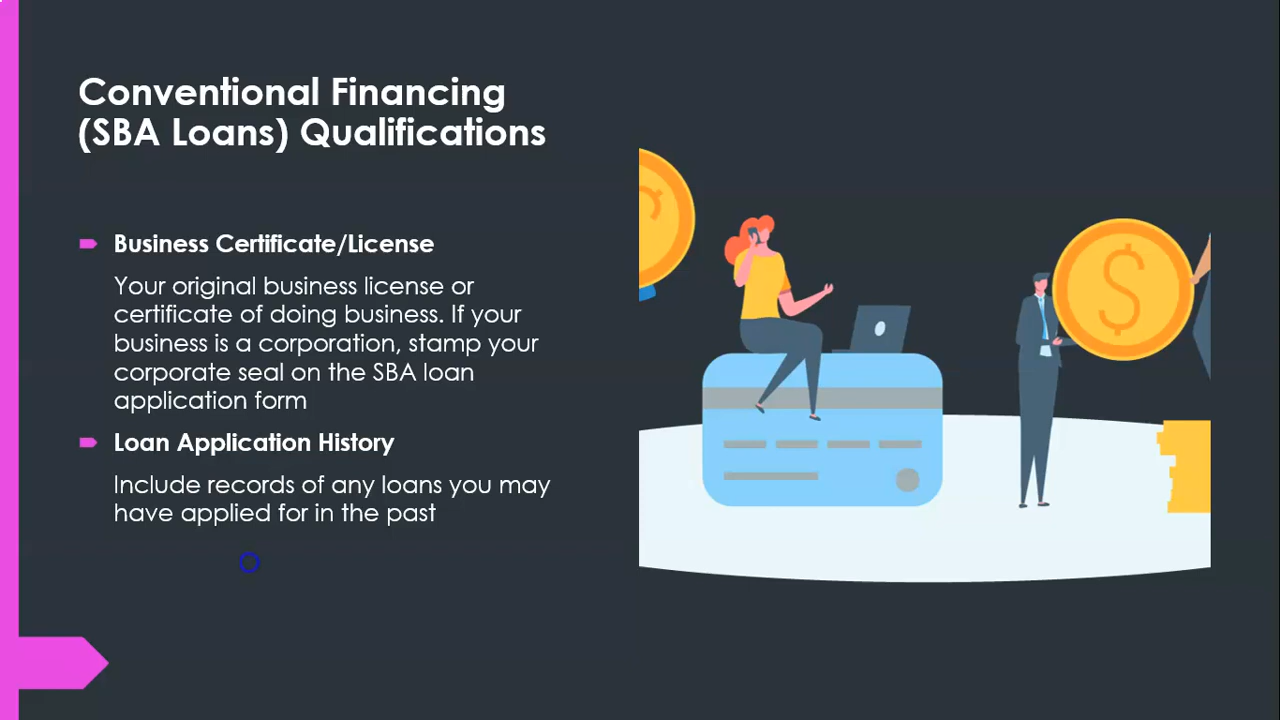 Conventional Financing
(SBA Loans) Qualifications
Business Certificate/License
Your original business license or
certificate of doing business. If your
business is a corporation, stamp your
corporate seal on the SBA loan
application form
Loan Application History
Include records of any loans you may
have applied for in the past
$